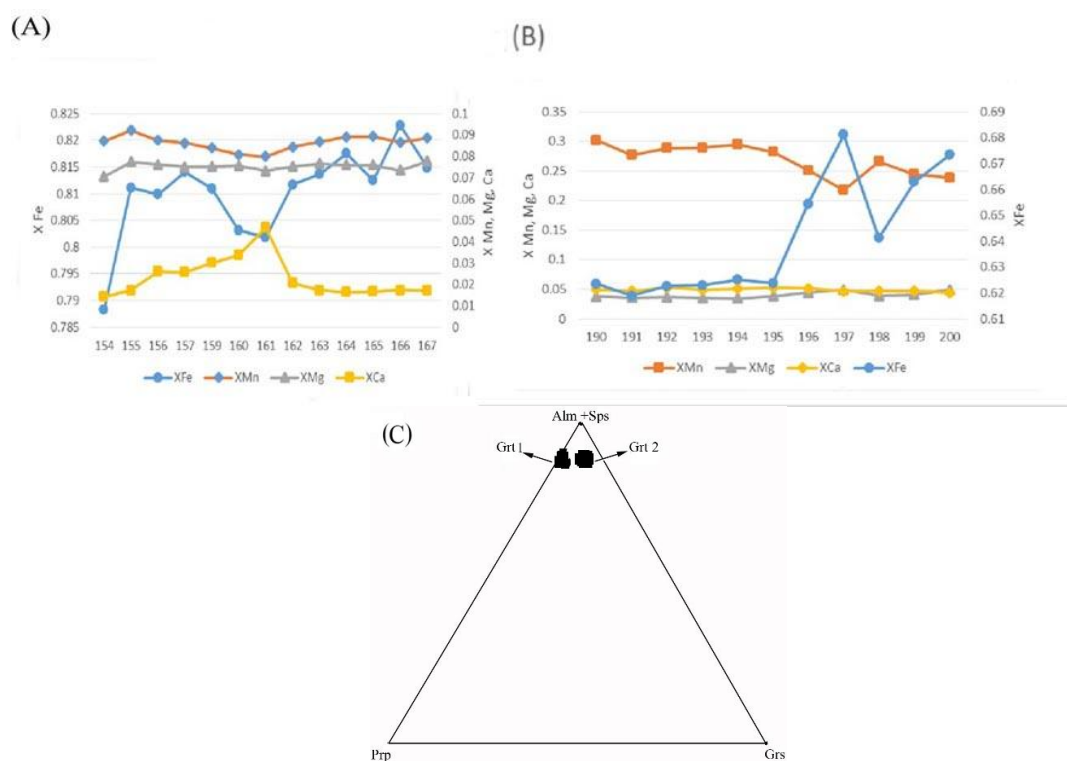 (A)
(B)
X Fe
0.825
0.82
0.815
0.81
0.805
0.8
0.795
0.79
0.785
0.1
0.09
0.08
0.07
0.06
0.05
0.04
0.03
0.02
0.01
0
X Mn, Mg, Ca
154 155 156 157 159 160 161 162 163 164 165 166 167
XFe XMn XMg XCa
X Mn, Mg, Ca
0.35
0.3
0.25
0.2
0.15
0.1
0.05
0
0.69
0.68
0.67
0.66
0.65
0.64
0.63
0.62
0.61
XFe
190 191 192 193 194 195 196 197 198 199 200
XMn XMg XCa XFe
(C)
Alm +Sps
Grt 1
Grt 2
Prp
Grs